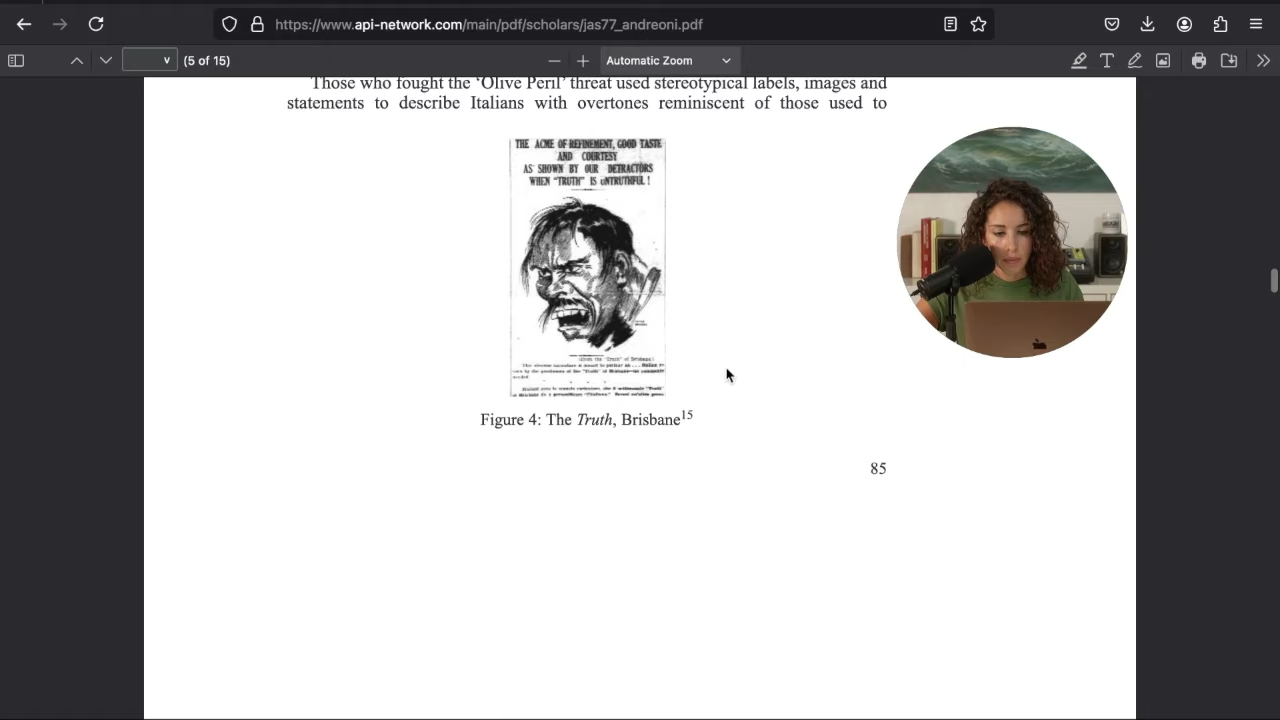 https://www.api-network.com/main/pdf/scholars/jas77_andreoni.pdf
(5 of 15)
Automatic Zoom
Those who fought the ‘Olive Peril’ threat used stereotypical labels, images and
statements to describe Italians with overtones reminiscent of those used to
THE ACME OF REFINEMENT, GOOD TASTE
AND COURTESY
AS SHOWN BY OUR DETRACTORS
WHEN "TRUTH" IS UNTRUTHFUL!
Figure 4: The Truth, Brisbane15
85